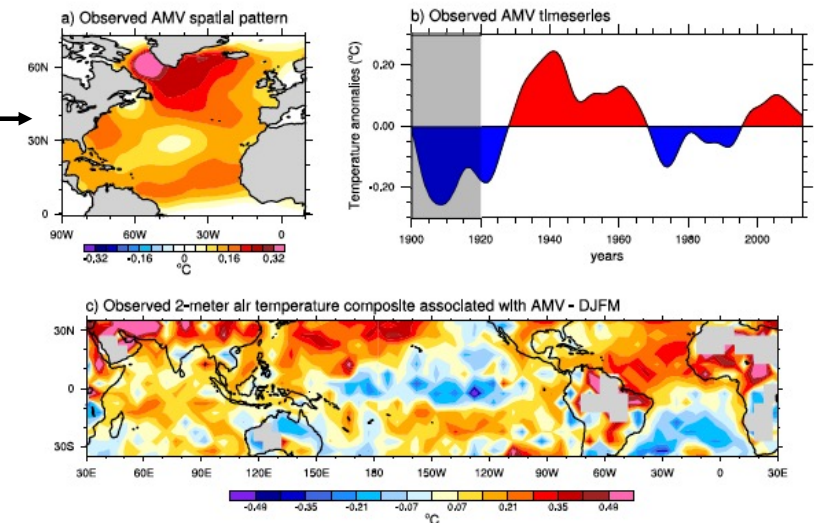 a) Observed AMV spatial pattern
60N
30N
0
90W 60W 30W 0
-0.32 -0.16 0 0.16 0.32
°C
b) Observed AMV timeseries
Temperature anomalies (°C)
0.20
0.00
-0.20
1900 1920 1940 1960 1980 2000
years
c) Observed 2-meter air temperature composite associated with AMV - DJFM
30N
0
30S
30E 60E 90E 120E 150E 180 150W 120W 90W 60W 30W 0 30E
-0.49 -0.35 -0.21 -0.07 0.07 0.21 0.35 0.49
°C